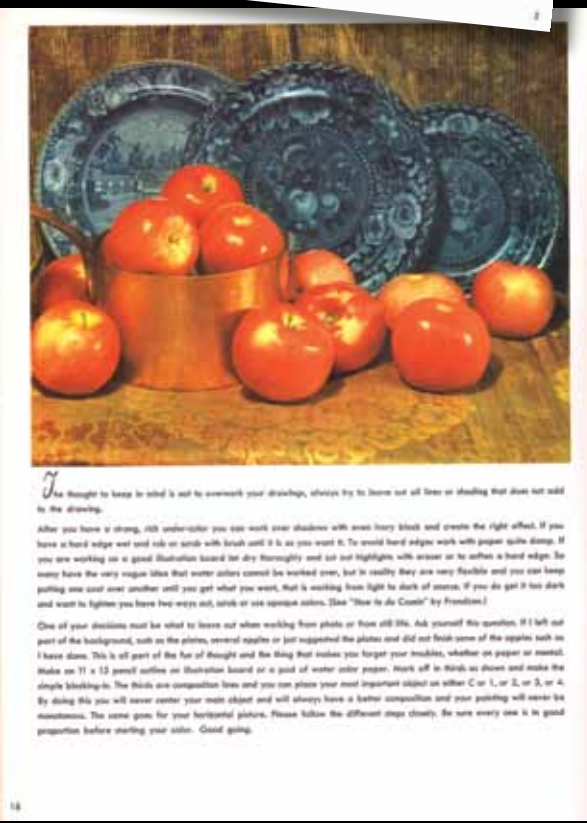 The thought to keep in mind is not to overwork your drawings, always try to leave out all lines or shading that does not add
to the drawing.
After you have a strong, rich under-color you can work over shadows with even ivory black and create the right effect. If you
have a hard edge wet and rub or scrub with brush until it is as you want it. To avoid hard edges work with paper quite damp. If
you are working on a good illustration board let dry thoroughly and cut out highlights with eraser or to soften a hard edge. So
many have the very vague idea that water colors cannot be worked over, but in reality they are very flexible and you can keep
putting one coat over another until you get what you want, that is working from light to dark of course. If you do get it too dark
and want to lighten you have two ways out, scrub or use opaque colors. (See "How to do" by
One of your decisions must be what to leave out when working from photo or from still life. Ask yourself this question. If I left out
part of the background, such as the plates, several apples or just suggested the plates and did not finish some of the apples such as
I have done. This is all part of the fun of thought and the thing that makes you forget your troubles, whether on paper or mental.
Make an 11 x 15 pencil outline on illustration board or a pad of water color paper. Mark off in thirds as shown and make the
simple blocking-in. The thirds are composition lines and you can place your most important object on either C or 1, or 2, or 3, or 4.
By doing this you will never center your main object and will always have a better composition and your painting will never be
monotonous. The same goes for your horizontal picture. Please follow the different steps closely. Be sure every one is in good
proportion before starting your color. Good going.
16